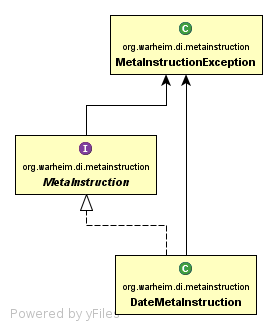 C
org.warheim.di.metainstruction
MetaInstructionException
I
org.warheim.di.metainstruction
MetaInstruction
C
org.warheim.di.metainstruction
DateMetaInstruction
Powered by yFiles